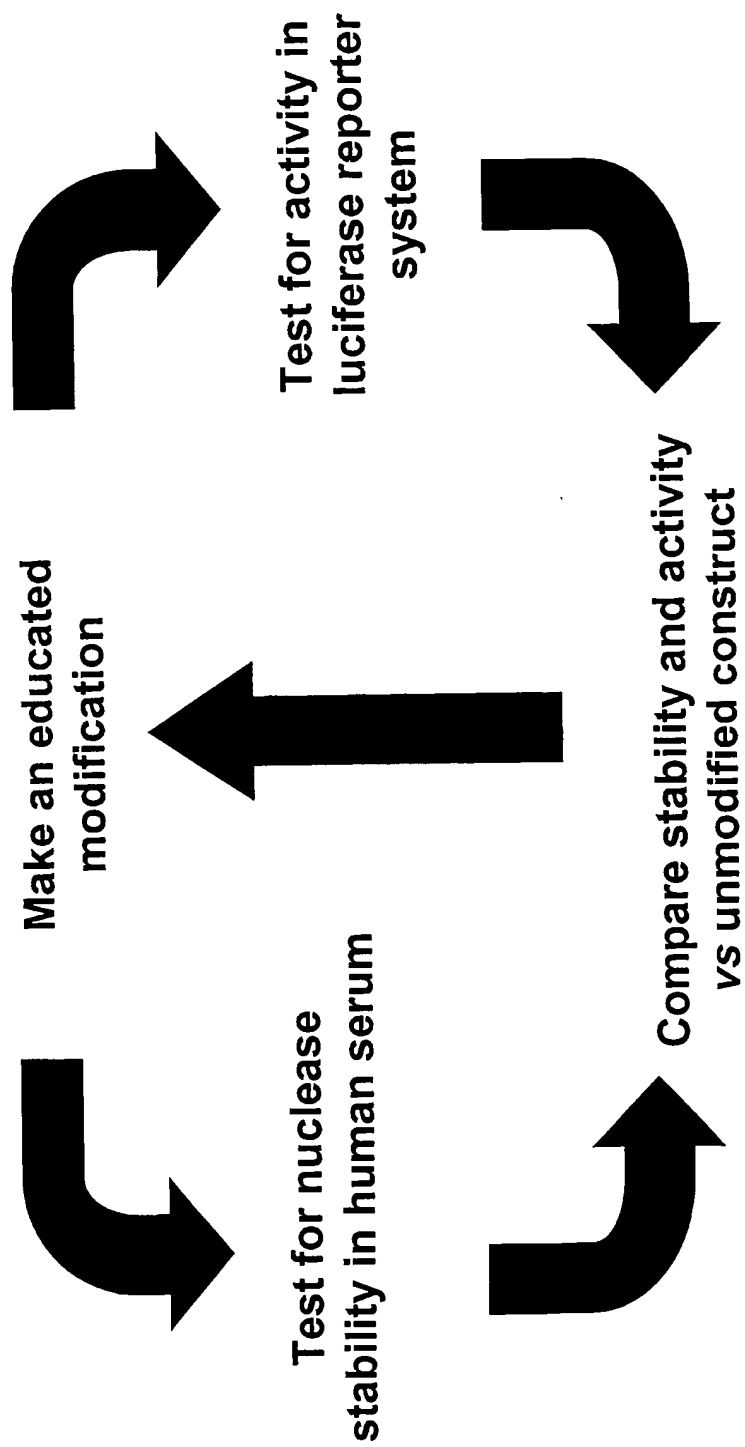 Make an educated
modification
Test for nuclease
stability in human serum
Test for activity in
luciferase reporter
system
Compare stability and activity
vs unmodified construct